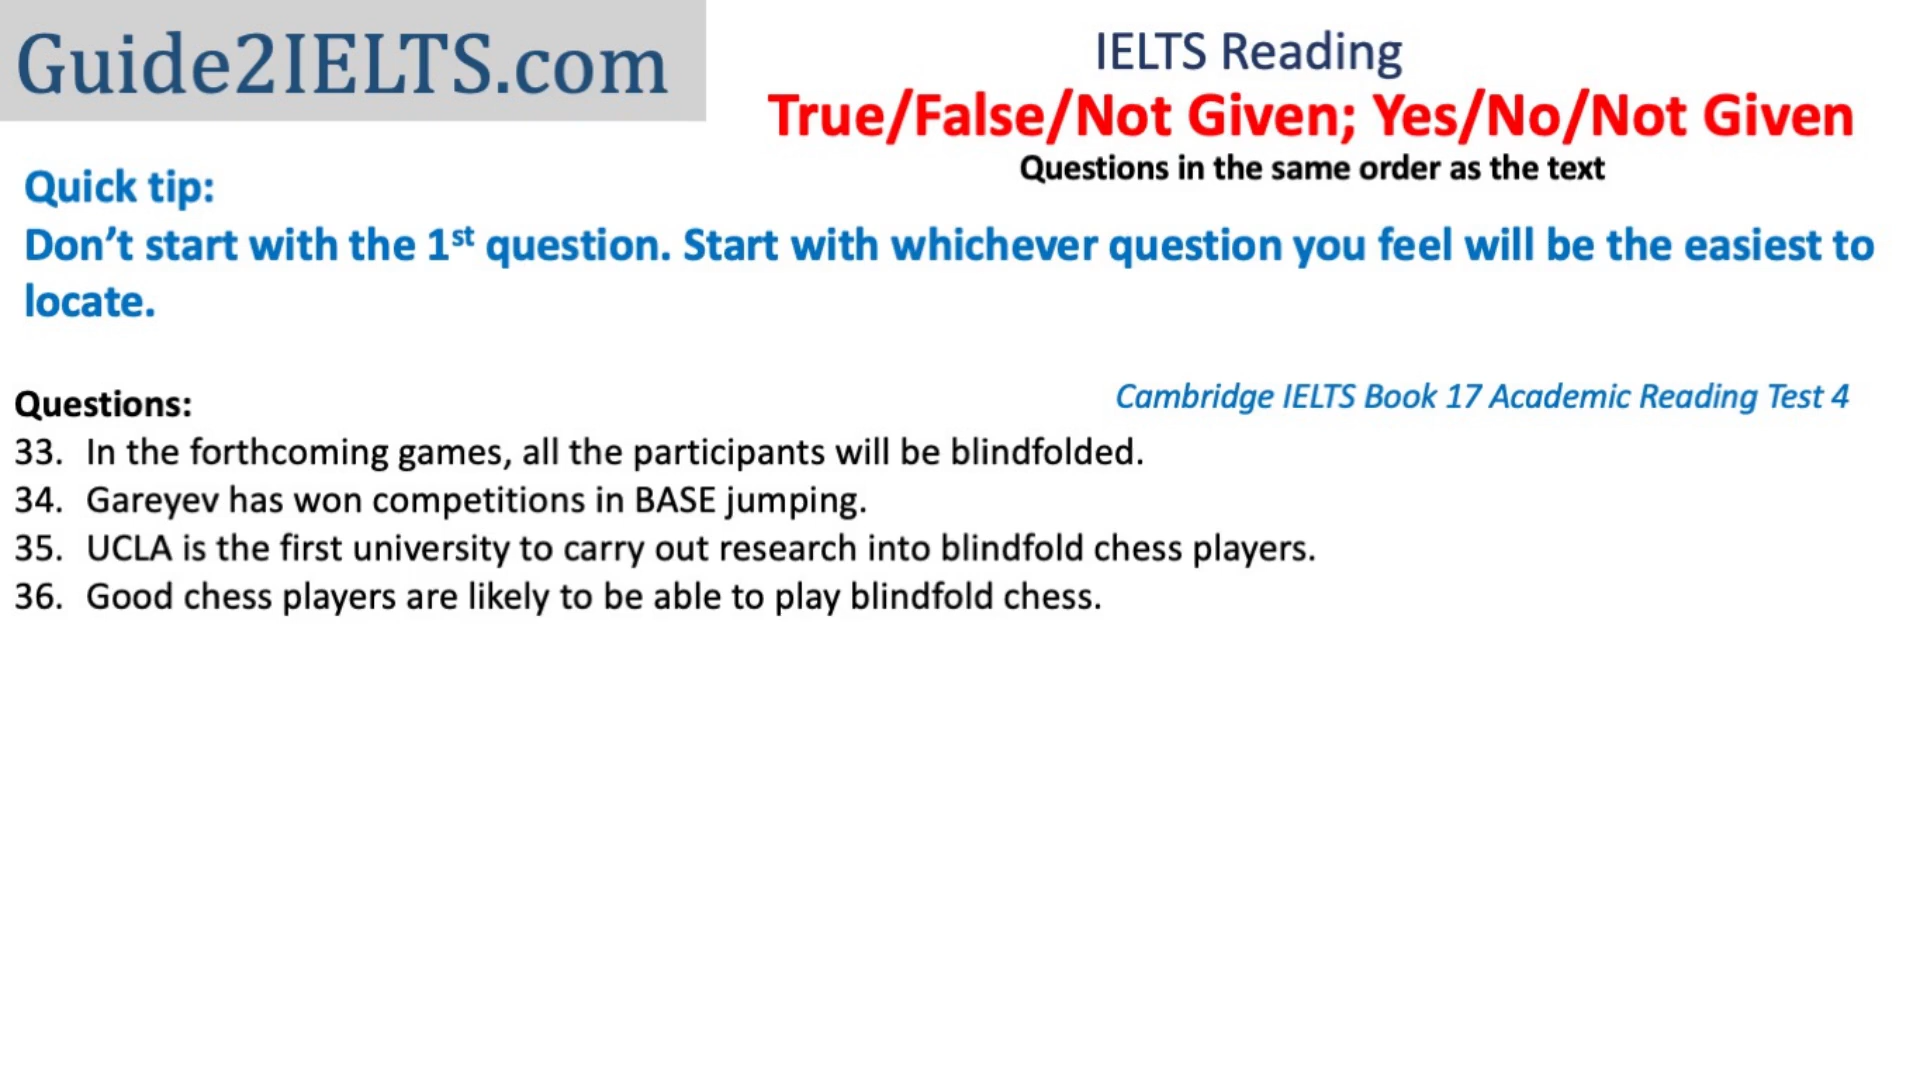 Guide2IELTS.com
IELTS Reading
True/False/Not Given; Yes/No/Not Given
Questions in the same order as the text
Quick tip:
Don’t start with the 1st question. Start with whichever question you feel will be the easiest to
locate.
Questions:
Cambridge IELTS Book 17 Academic Reading Test 4
33. In the forthcoming games, all the participants will be blindfolded.
34. Gareyev has won competitions in BASE jumping.
35. UCLA is the first university to carry out research into blindfold chess players.
36. Good chess players are likely to be able to play blindfold chess.